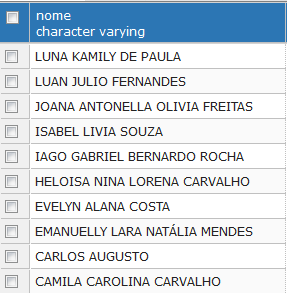 nome
character varying
LUNA KAMILY DE PAULA
LUAN JULIO FERNANDES
JOANA ANTONELLA OLIVIA FREITAS
ISABEL LIVIA SOUZA
IAGO GABRIEL BERNARDO ROCHA
HELOISA NINA LORENA CARVALHO
EVELYN ALANA COSTA
EMANUELLY LARA NATÁLIA MENDES
CARLOS AUGUSTO
CAMILA CAROLINA CARVALHO